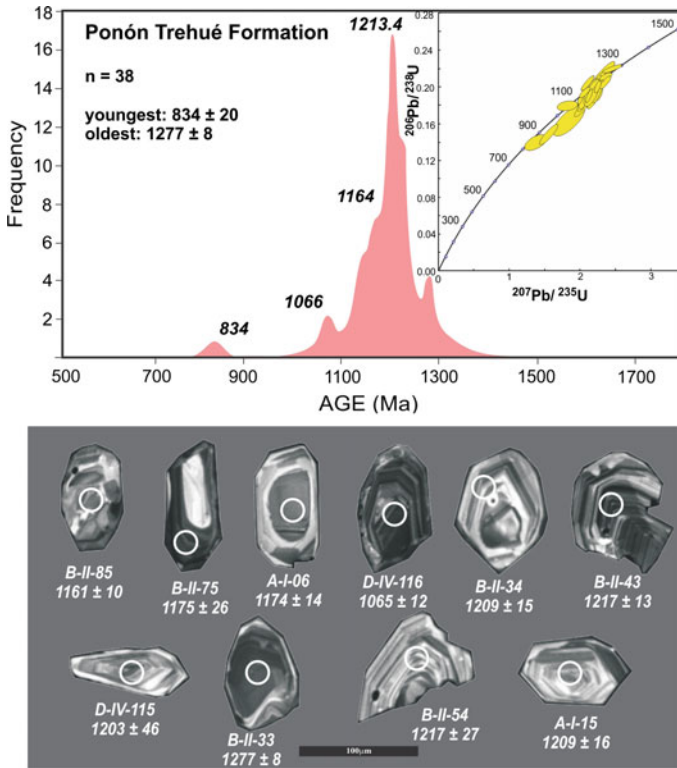 Ponón Trehué Formation
n = 38
youngest: 834 ± 20
oldest: 1277 ± 8
Frequency
18
16
14
12
10
8
6
4
2
1213.4
1164
1066
834
500
700
900
1100
1300
1500
1700
AGE (Ma)
206Pb/238U
0.28
0.24
0.20
0.16
0.12
0.08
0.04
0.00
1500
1300
1100
900
700
500
300
0
1
2
3
207Pb/ 235U
B-II-85
1161 ± 10
B-II-75
1175 ± 26
A-I-06
1174 ± 14
D-IV-116
1065 ± 12
B-II-34
1209 ± 15
B-II-43
1217 ± 13
D-IV-115
1203 ± 46
B-II-33
1277 ± 8
B-II-54
1217 ± 27
A-I-15
1209 ± 16
100µm